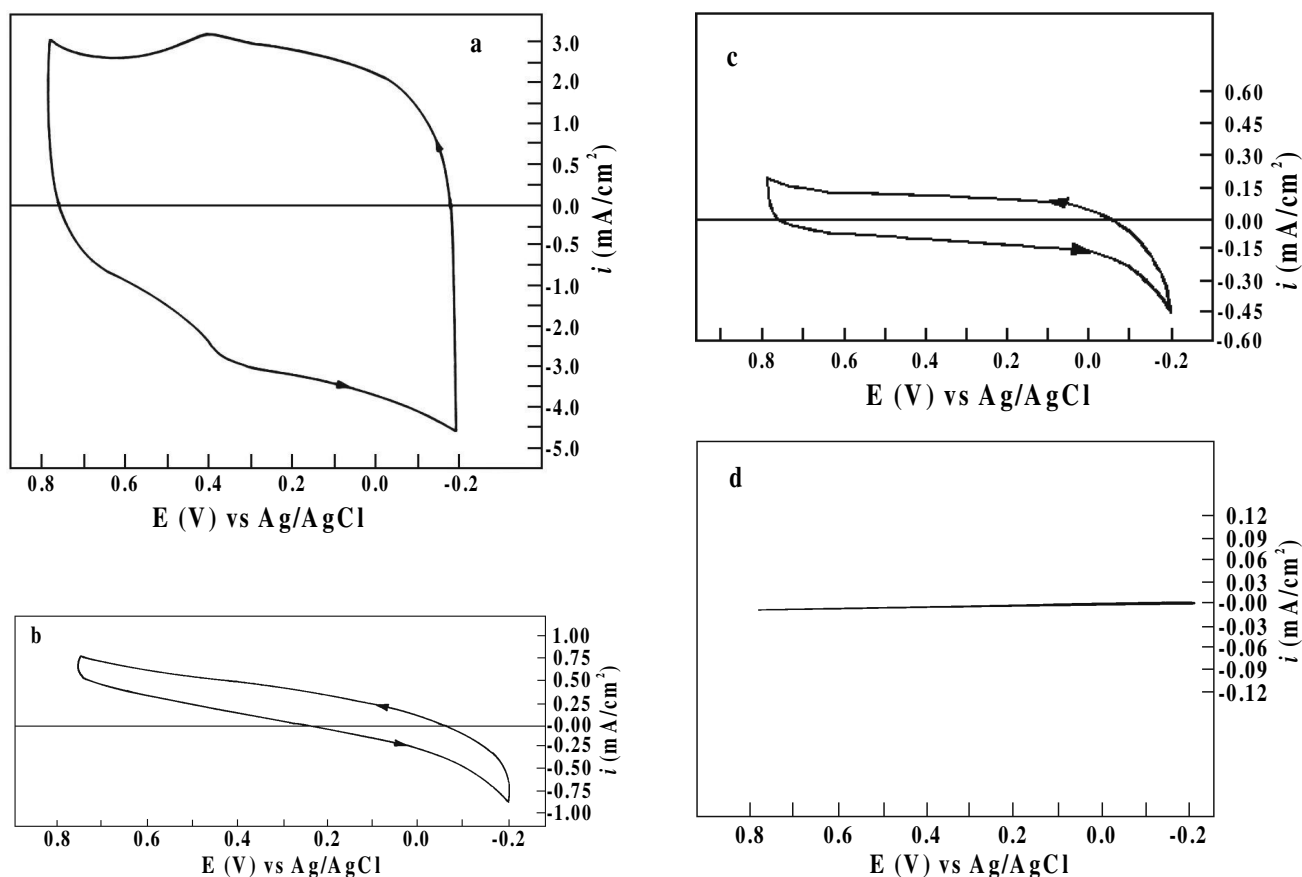 a
3.0
2.0
1.0
0.5
0.0
-0.5
-1.0
-2.0
-3.0
-4.0
-5.0
i (mA/cm²)
0.8 0.6 0.4 0.2 0.0 -0.2
E (V) vs Ag/AgCl
b
1.00
0.75
0.50
0.25
-0.00
-0.25
-0.50
-0.75
-1.00
i (mA/cm²)
0.8 0.6 0.4 0.2 0.0 -0.2
E (V) vs Ag/AgCl
c
0.60
0.45
0.30
0.15
0.00
-0.15
-0.30
-0.45
-0.60
i (mA/cm²)
0.8 0.6 0.4 0.2 0.0 -0.2
E (V) vs Ag/AgCl
d
0.12
0.09
0.06
0.03
-0.00
-0.03
-0.06
-0.09
-0.12
i (mA/cm²)
0.8 0.6 0.4 0.2 0.0 -0.2
E (V) vs Ag/AgCl